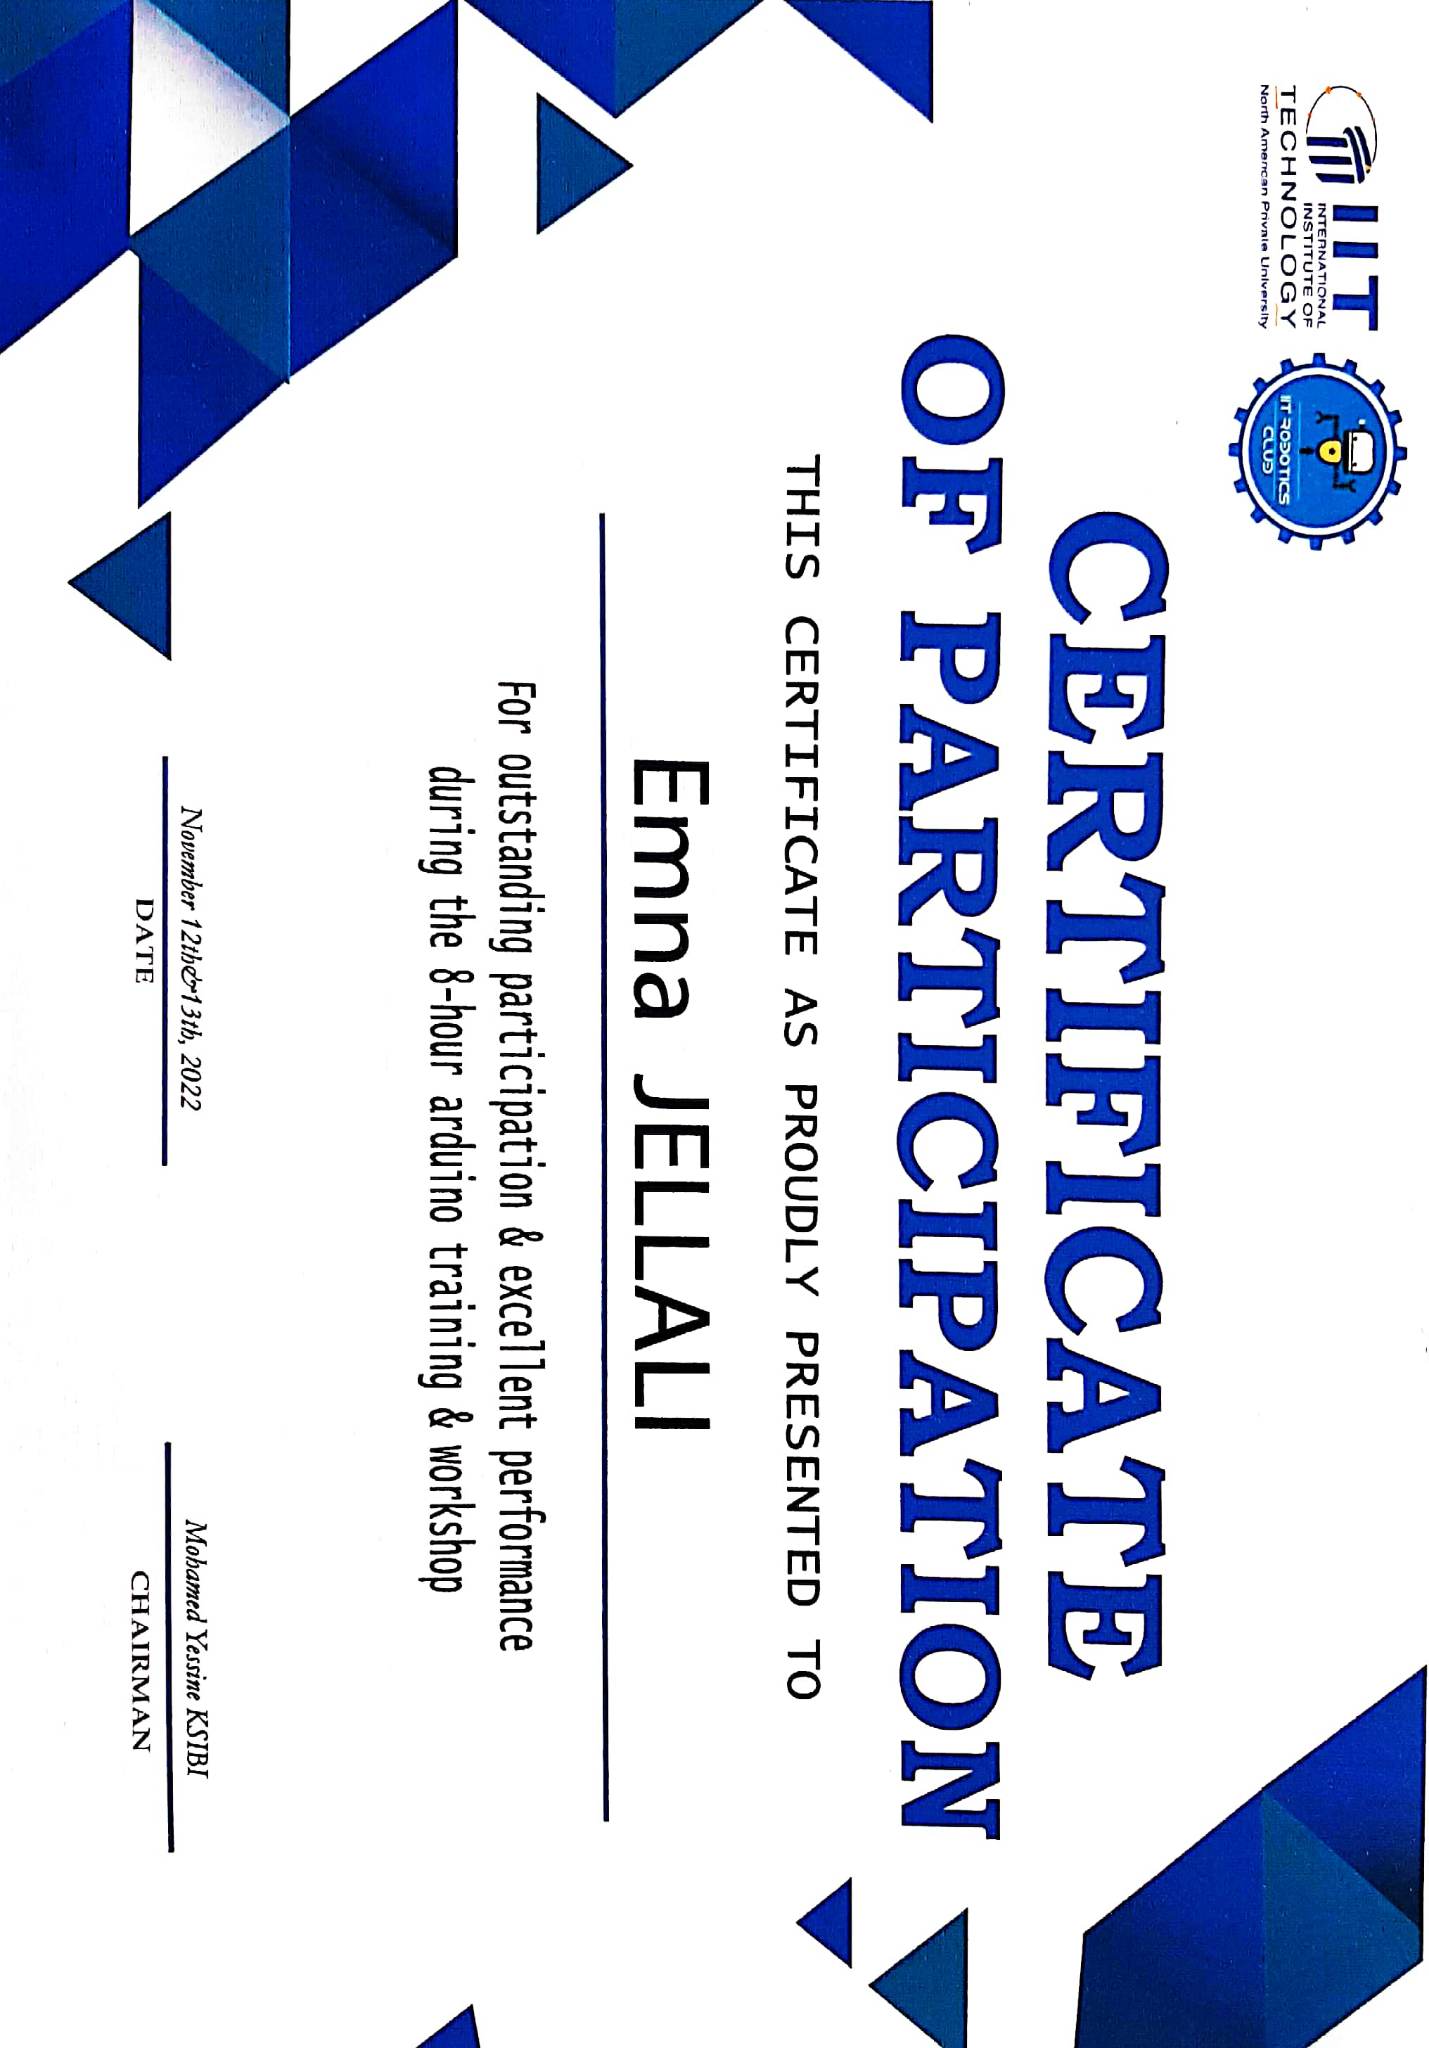 IIT
INTERNATIONAL
INSTITUTE OF
TECHNOLOGY
North American Private University
IIT ROBOTICS
CLUB
CERTIFICATE
OF PARTICIPATION
THIS CERTIFICATE AS PROUDLY PRESENTED TO
Emna JELLALI
For outstanding participation & excellent performance
during the 8-hour arduino training & workshop
November 12th&13th, 2022
DATE
Mohamed Yessine KSIBI
CHAIRMAN